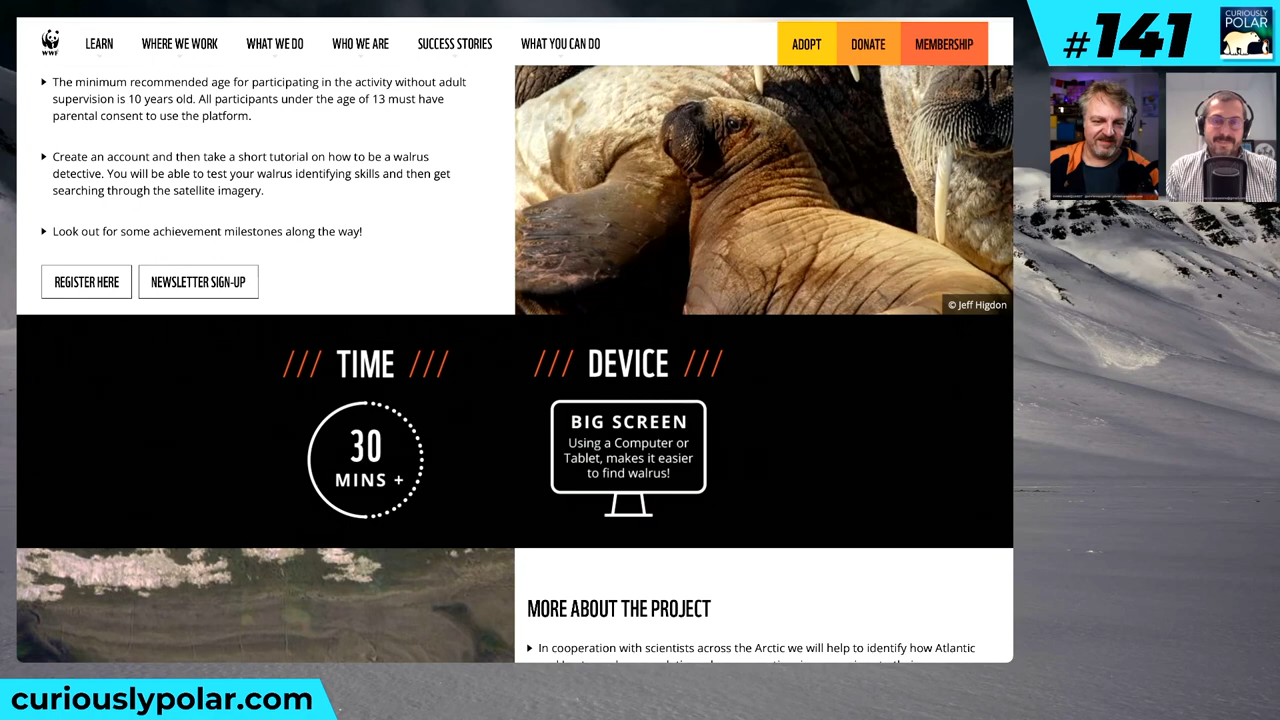 WWF
LEARN
WHERE WE WORK
WHAT WE DO
WHO WE ARE
SUCCESS STORIES
WHAT YOU CAN DO
ADOPT
DONATE
MEMBERSHIP
#141
CURIOUSLY
POLAR
The minimum recommended age for participating in the activity without adult
supervision is 10 years old. All participants under the age of 13 must have
parental consent to use the platform.
Create an account and then take a short tutorial on how to be a walrus
detective. You will be able to test your walrus identifying skills and then get
searching through the satellite imagery.
Look out for some achievement milestones along the way!
REGISTER HERE
NEWSLETTER SIGN-UP
© Jeff Higdon
/// TIME ///
30
MINS +
/// DEVICE ///
BIG SCREEN
Using a Computer or
Tablet, makes it easier
to find walrus!
MORE ABOUT THE PROJECT
In cooperation with scientists across the Arctic we will help to identify how Atlantic
curiouslypolar.com